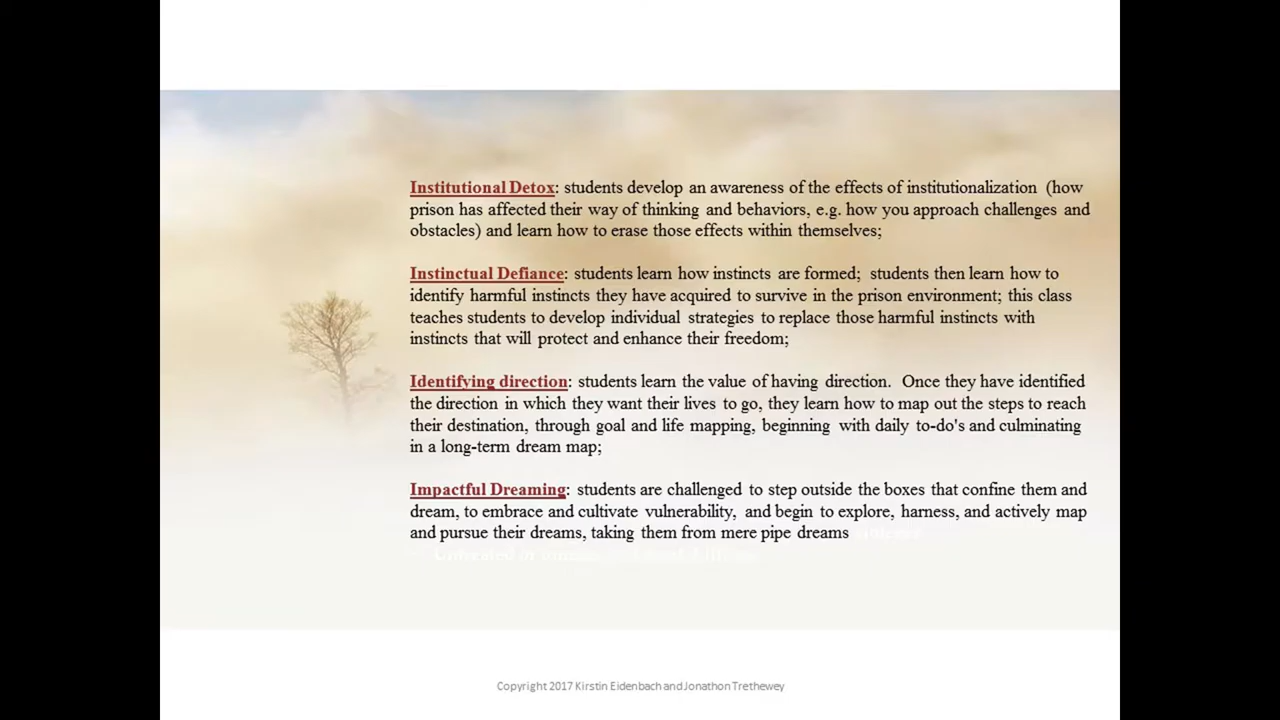 Institutional Detox: students develop an awareness of the effects of institutionalization (how
prison has affected their way of thinking and behaviors, e.g. how you approach challenges and
obstacles) and learn how to erase those effects within themselves;
Instinctual Defiance: students learn how instincts are formed; students then learn how to
identify harmful instincts they have acquired to survive in the prison environment; this class
teaches students to develop individual strategies to replace those harmful instincts with
instincts that will protect and enhance their freedom;
Identifying direction: students learn the value of having direction. Once they have identified
the direction in which they want their lives to go, they learn how to map out the steps to reach
their destination, through goal and life mapping, beginning with daily to-do's and culminating
in a long-term dream map;
Impactful Dreaming: students are challenged to step outside the boxes that confine them and
dream, to embrace and cultivate vulnerability, and begin to explore, harness, and actively map
and pursue their dreams, taking them from mere pipe dreams
Copyright 2017 Kirstin Eidenbach and Jonathon Trethewey